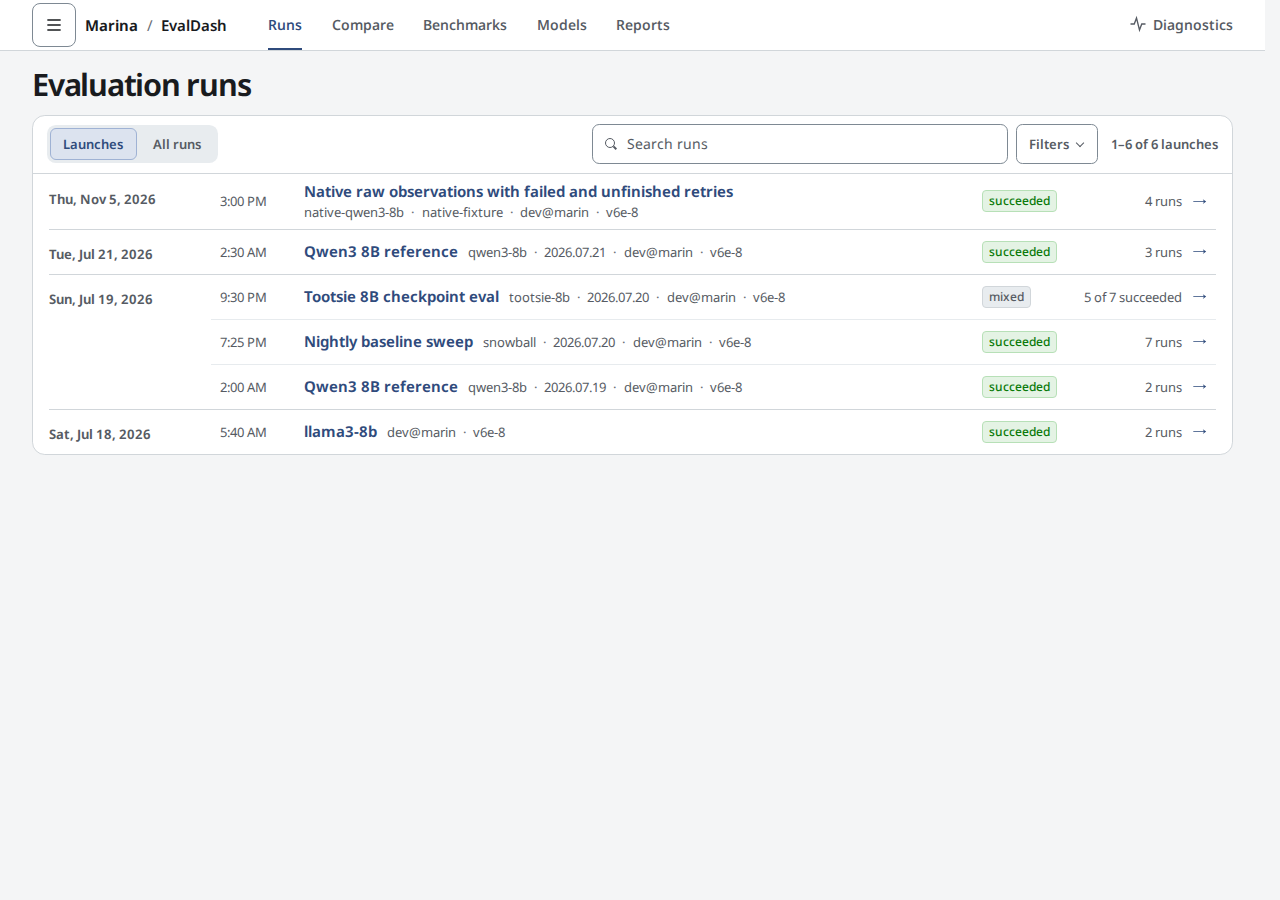 Marina / EvalDash Runs Compare Benchmarks Models Reports Diagnostics
Evaluation runs
Launches All runs Search runs Filters 1–6 of 6 launches
Thu, Nov 5, 2026 3:00 PM Native raw observations with failed and unfinished retries succeeded 4 runs →
native-qwen3-8b · native-fixture · dev@marin · v6e-8
Tue, Jul 21, 2026 2:30 AM Qwen3 8B reference qwen3-8b · 2026.07.21 · dev@marin · v6e-8 succeeded 3 runs →
Sun, Jul 19, 2026 9:30 PM Tootsie 8B checkpoint eval tootsie-8b · 2026.07.20 · dev@marin · v6e-8 mixed 5 of 7 succeeded →
7:25 PM Nightly baseline sweep snowball · 2026.07.20 · dev@marin · v6e-8 succeeded 7 runs →
2:00 AM Qwen3 8B reference qwen3-8b · 2026.07.19 · dev@marin · v6e-8 succeeded 2 runs →
Sat, Jul 18, 2026 5:40 AM llama3-8b dev@marin · v6e-8 succeeded 2 runs →